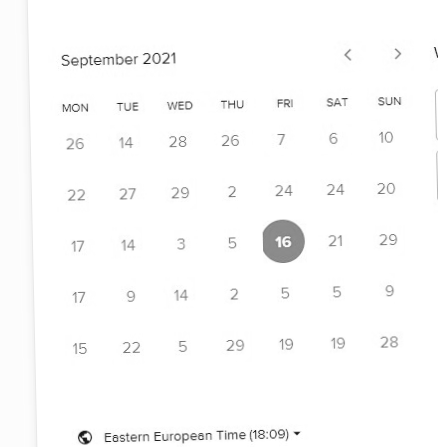 September 2021
MON TUE WED THU FRI SAT SUN
26 14 28 26 7 6 10
22 27 29 2 24 24 20
17 14 3 5 16 21 29
17 9 14 2 5 5 9
15 22 5 29 19 19 28
Eastern European Time (18:09)